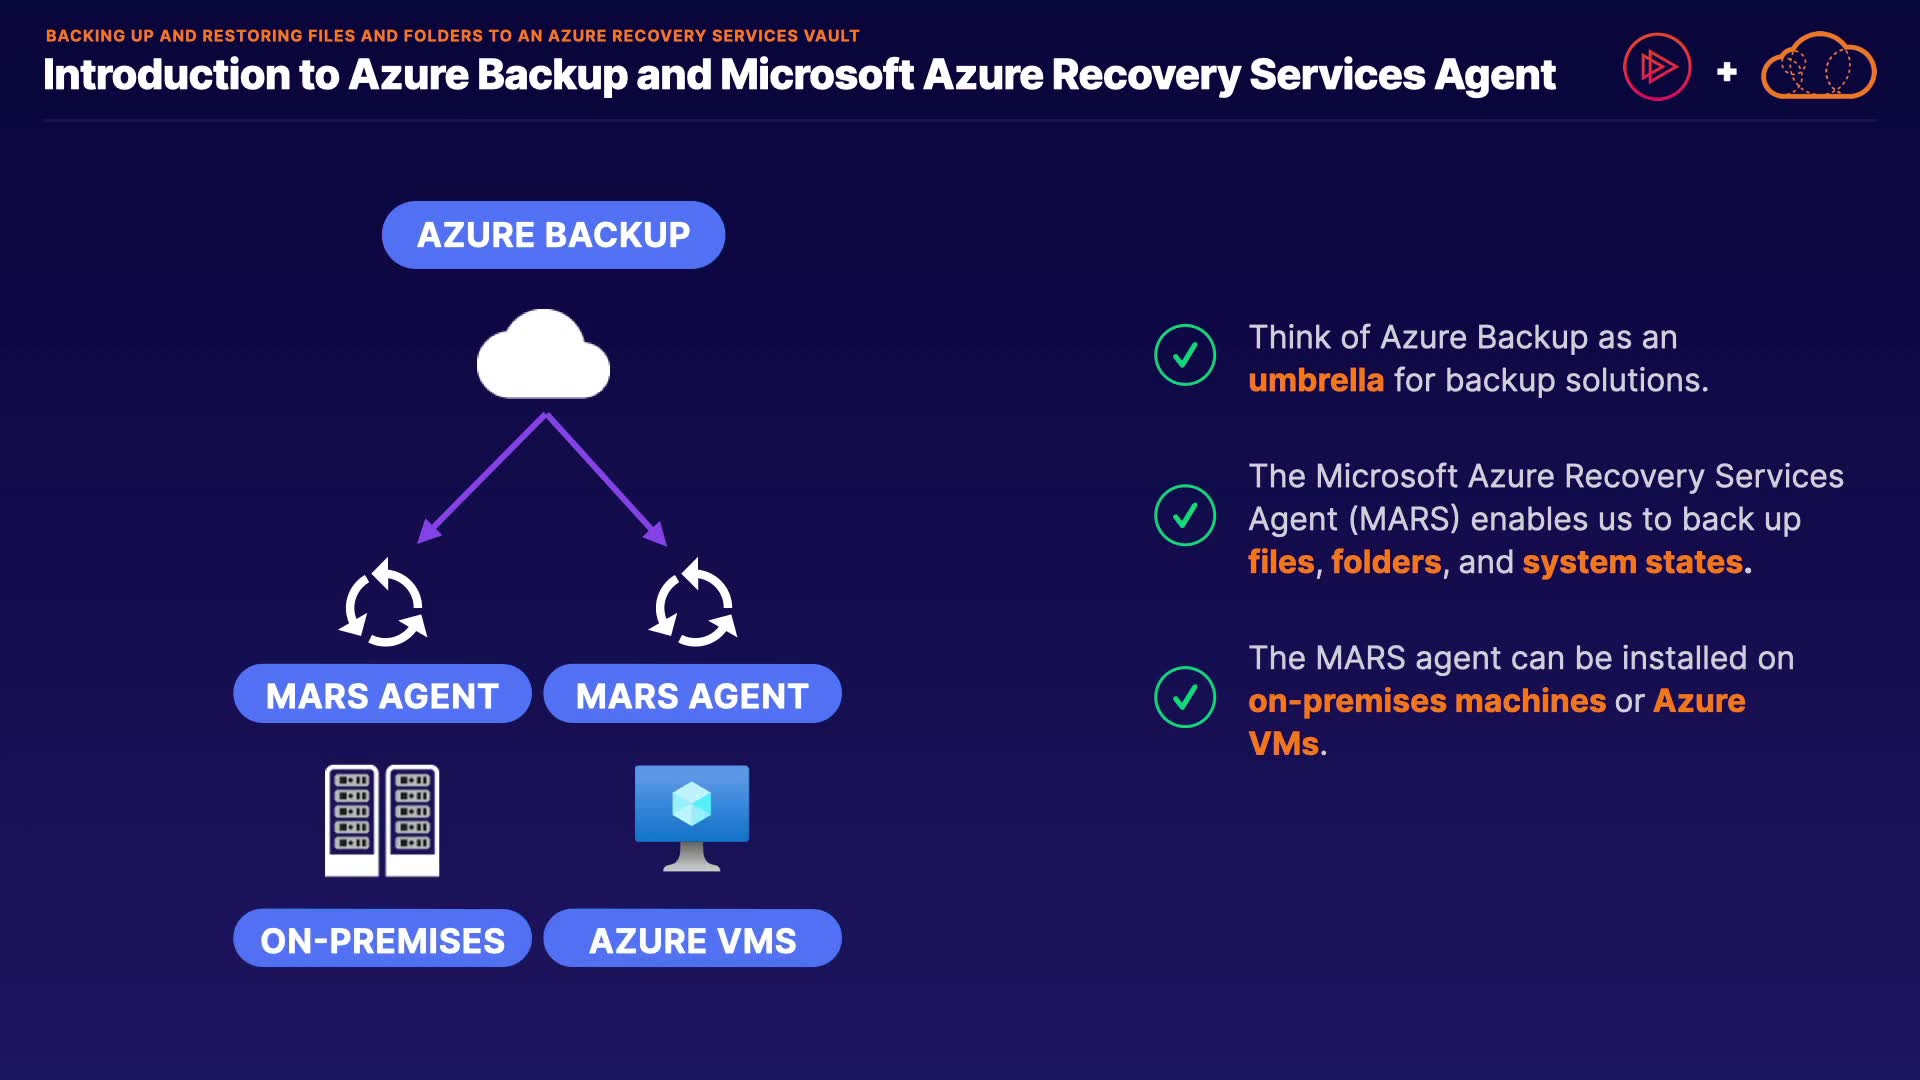 BACKING UP AND RESTORING FILES AND FOLDERS TO AN AZURE RECOVERY SERVICES VAULT
Introduction to Azure Backup and Microsoft Azure Recovery Services Agent
AZURE BACKUP
MARS AGENT
MARS AGENT
ON-PREMISES
AZURE VMS
Think of Azure Backup as an
umbrella for backup solutions.
The Microsoft Azure Recovery Services
Agent (MARS) enables us to back up
files, folders, and system states.
The MARS agent can be installed on
on-premises machines or Azure
VMs.